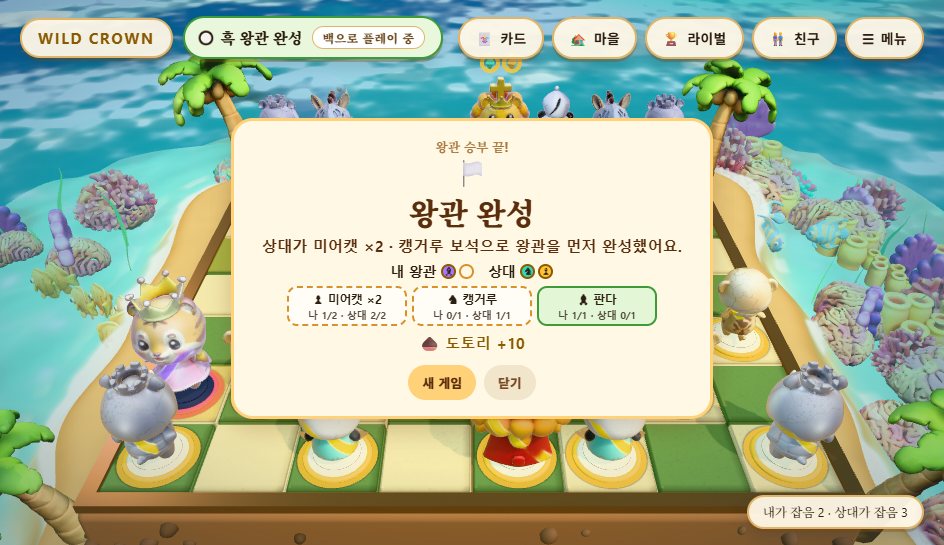 WILD CROWN
흑 왕관 완성
백으로 플레이 중
카드
마을
라이벌
친구
☰ 메뉴
왕관 승부 끝!
왕관 완성
상대가 미어캣 ×2 · 캥거루 보석으로 왕관을 먼저 완성했어요.
내 왕관 상대
미어캣 ×2
나 1/2 · 상대 2/2
캥거루
나 0/1 · 상대 1/1
판다
나 1/1 · 상대 0/1
도토리 +10
새 게임
닫기
내가 잡음 2 · 상대가 잡음 3